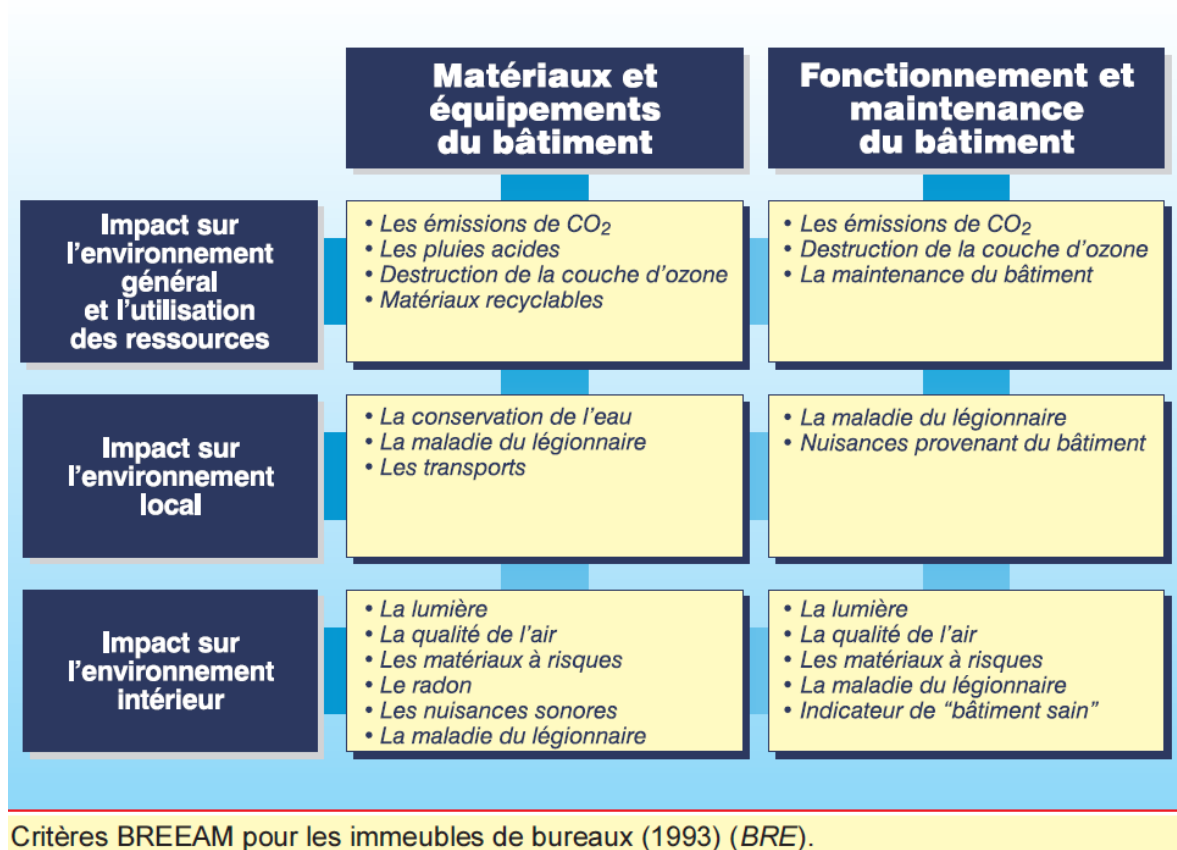 Matériaux et
équipements
du bâtiment
Fonctionnement et
maintenance
du bâtiment
Impact sur
l'environnement
général
et l'utilisation
des ressources
• Les émissions de CO₂
• Les pluies acides
• Destruction de la couche d'ozone
• Matériaux recyclables
• Les émissions de CO₂
• Destruction de la couche d'ozone
• La maintenance du bâtiment
Impact sur
l'environnement
local
• La conservation de l'eau
• La maladie du légionnaire
• Les transports
• La maladie du légionnaire
• Nuisances provenant du bâtiment
Impact sur
l'environnement
intérieur
• La lumière
• La qualité de l'air
• Les matériaux à risques
• Le radon
• Les nuisances sonores
• La maladie du légionnaire
• La lumière
• La qualité de l'air
• Les matériaux à risques
• La maladie du légionnaire
• Indicateur de “bâtiment sain”
Critères BREEAM pour les immeubles de bureaux (1993) (BRE).